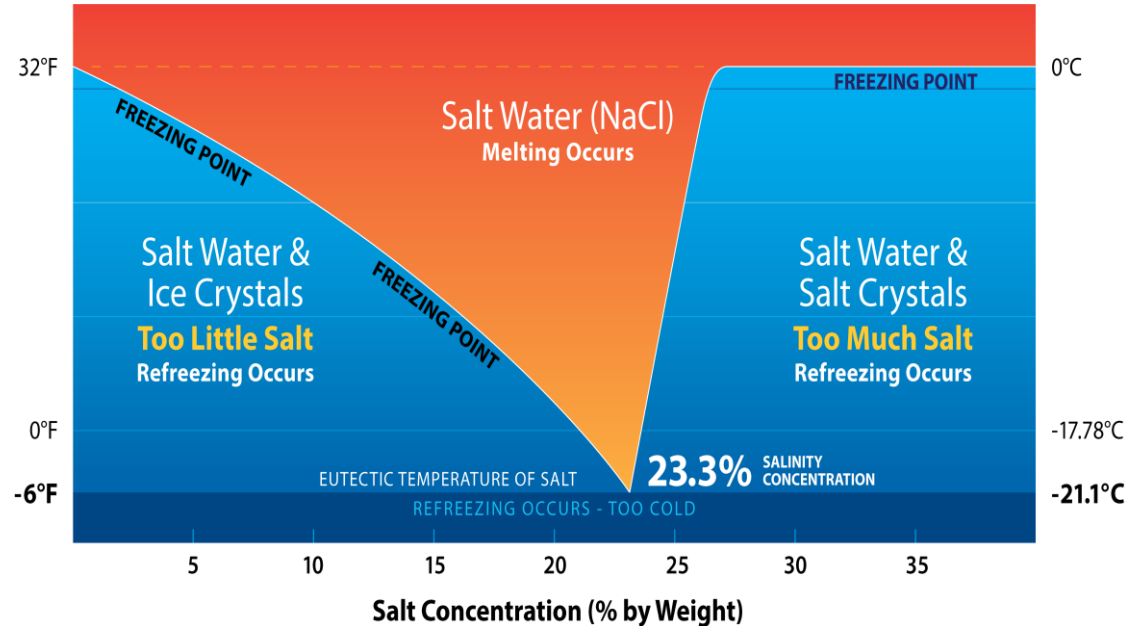 32°F
0°C
FREEZING POINT
Salt Water (NaCl)
Melting Occurs
FREEZING POINT
Salt Water &
Ice Crystals
Too Little Salt
Refreezing Occurs
FREEZING POINT
Salt Water &
Salt Crystals
Too Much Salt
Refreezing Occurs
0°F
-17.78°C
EUTECTIC TEMPERATURE OF SALT
23.3%
SALINITY
CONCENTRATION
-6°F
-21.1°C
REFREEZING OCCURS - TOO COLD
5 10 15 20 25 30 35
Salt Concentration (% by Weight)